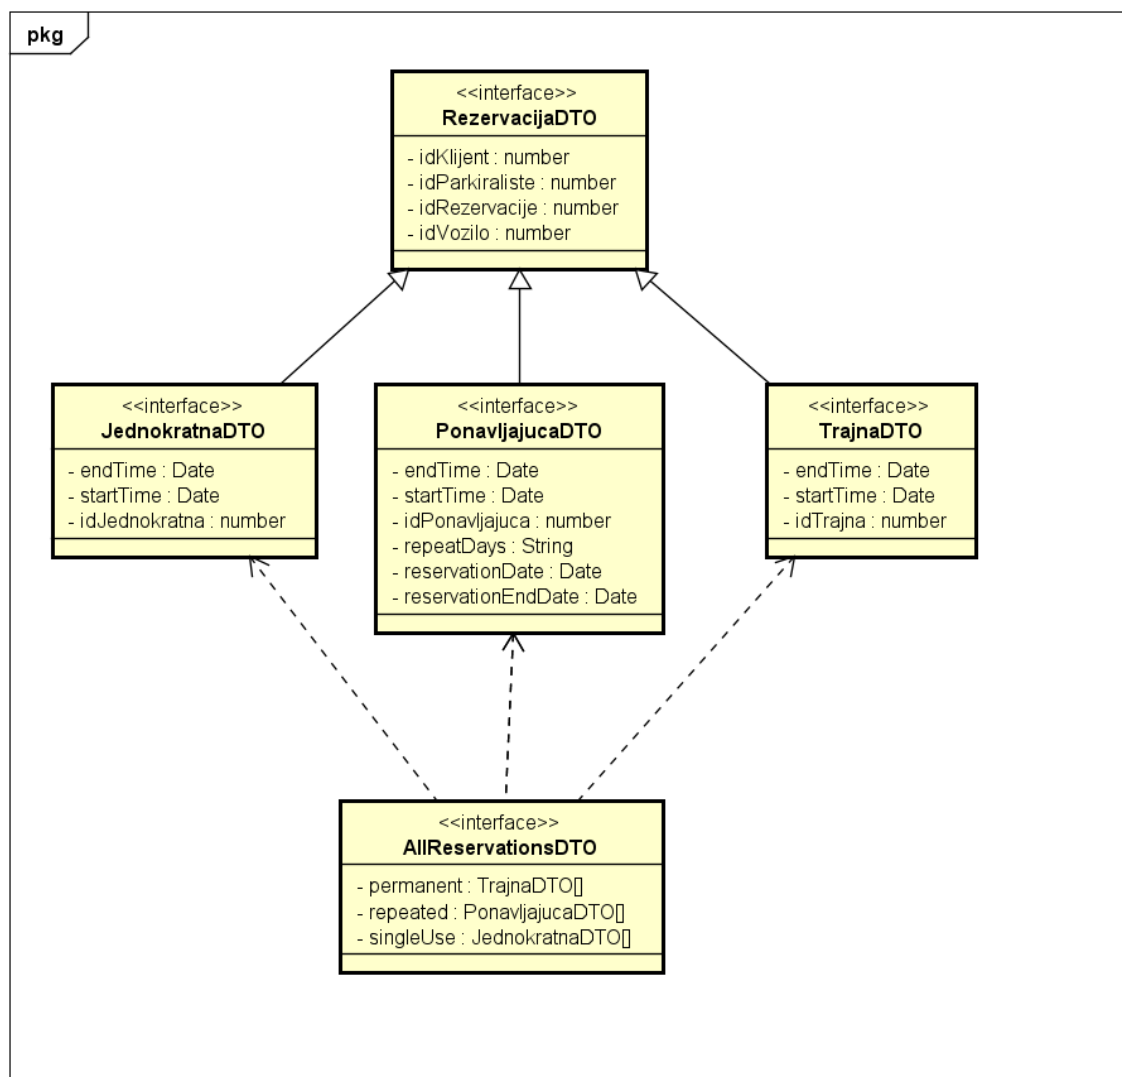 pkg
<<interface>>
RezervacijaDTO
- idKlijent : number
- idParkiraliste : number
- idRezervacije : number
- idVozilo : number
<<interface>>
JednokratnaDTO
- endTime : Date
- startTime : Date
- idJednokratna : number
<<interface>>
PonavljajucaDTO
- endTime : Date
- startTime : Date
- idPonavljajuca : number
- repeatDays : String
- reservationDate : Date
- reservationEndDate : Date
<<interface>>
TrajnaDTO
- endTime : Date
- startTime : Date
- idTrajna : number
<<interface>>
AllReservationsDTO
- permanent : TrajnaDTO[]
- repeated : PonavljajucaDTO[]
- singleUse : JednokratnaDTO[]